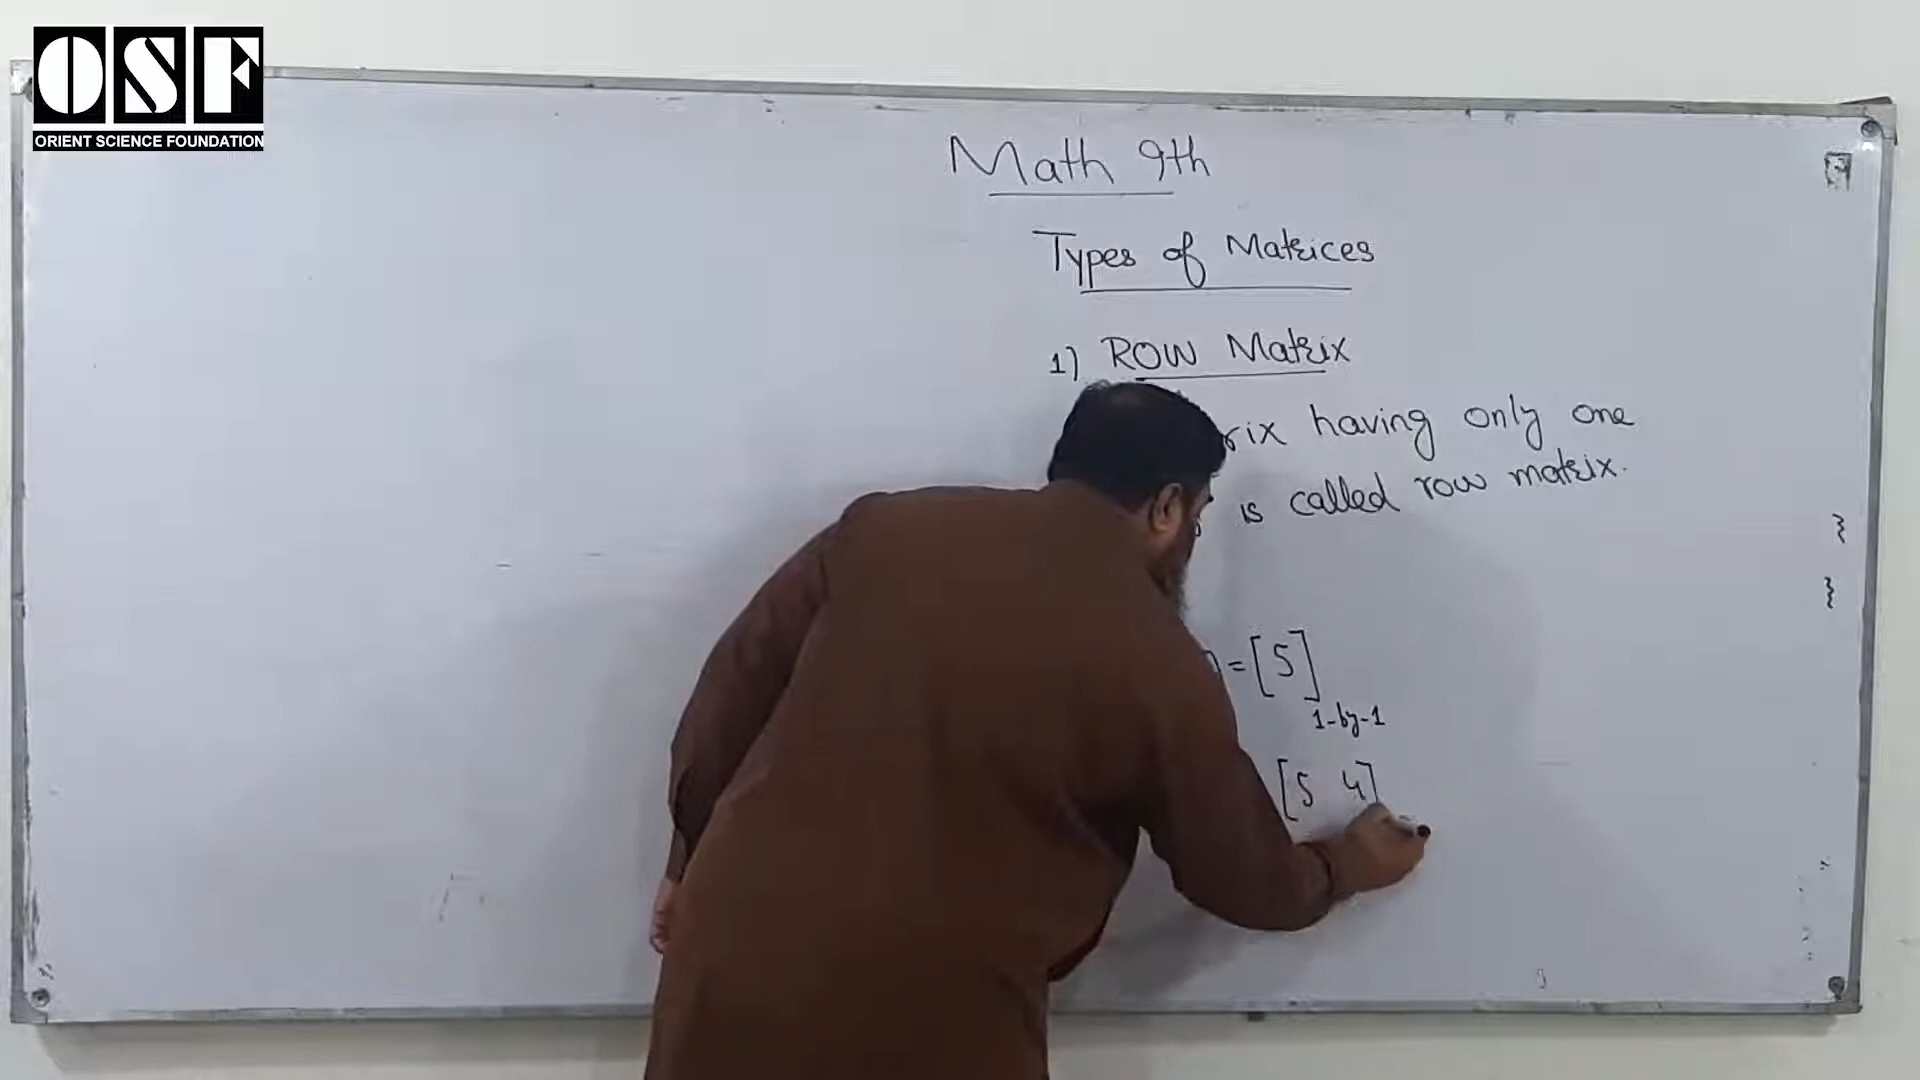 OSF
ORIENT SCIENCE FOUNDATION
Math 9th
Types of Matrices
1) ROW Matrix
having only one
is called row matrix.
= [5]
1-by-1
[5 4]